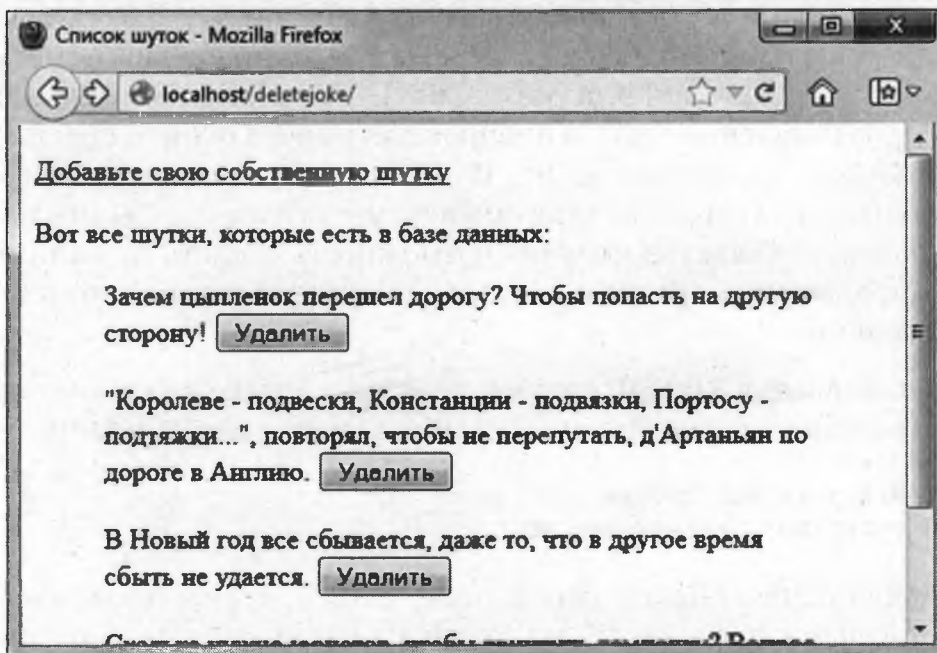 Список шуток - Mozilla Firefox
localhost/deletejoke/
Добавьте свою собственную шутку
Вот все шутки, которые есть в базе данных:
Зачем цыпленок перешел дорогу? Чтобы попасть на другую
сторону! Удалить
"Королеве - подвески, Констанции - подвязки, Портосу -
подтяжки...", повторял, чтобы не перепутать, д'Артаньян по
дороге в Англию. Удалить
В Новый год все сбывается, даже то, что в другое время
сбыть не удается. Удалить